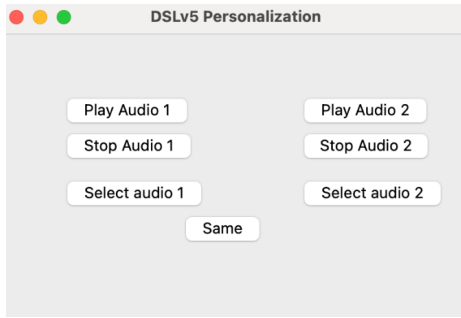 DSLv5 Personalization
Play Audio 1
Play Audio 2
Stop Audio 1
Stop Audio 2
Select audio 1
Select audio 2
Same